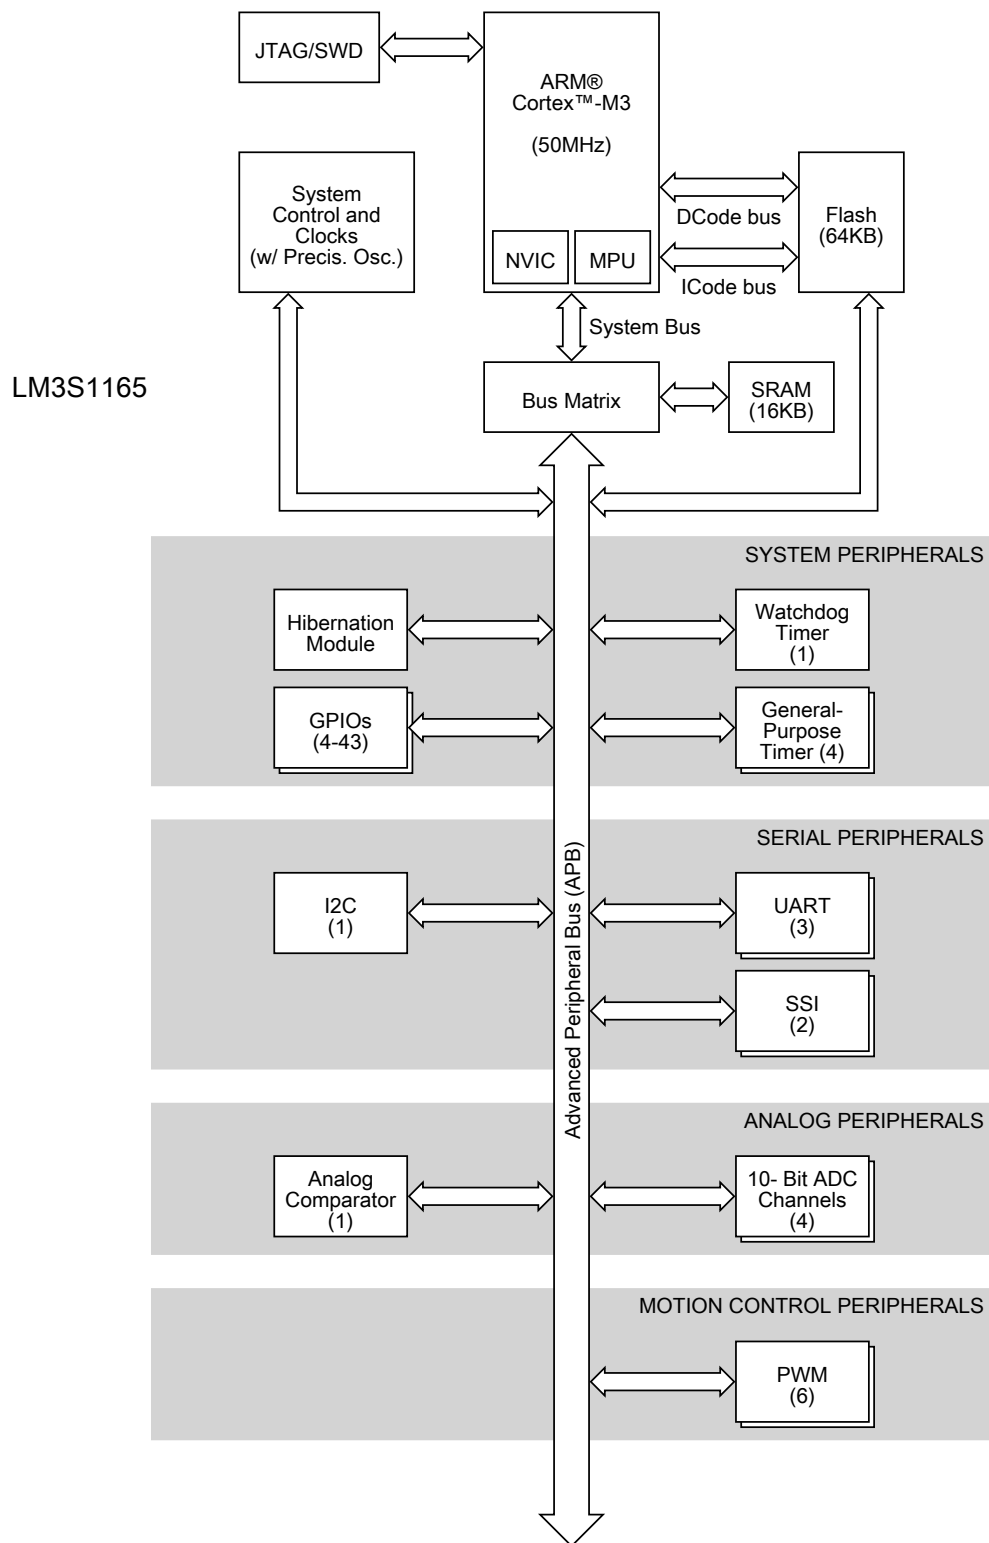 JTAG/SWD
ARM®
Cortex™-M3
(50MHz)
System
Control and
Clocks
(w/ Precis. Osc.)
NVIC
MPU
DCode bus
ICode bus
Flash
(64KB)
System Bus
LM3S1165
Bus Matrix
SRAM
(16KB)
SYSTEM PERIPHERALS
Hibernation
Module
Watchdog
Timer
(1)
GPIOs
(4-43)
General-
Purpose
Timer (4)
Advanced Peripheral Bus (APB)
SERIAL PERIPHERALS
I2C
(1)
UART
(3)
SSI
(2)
ANALOG PERIPHERALS
Analog
Comparator
(1)
10- Bit ADC
Channels
(4)
MOTION CONTROL PERIPHERALS
PWM
(6)